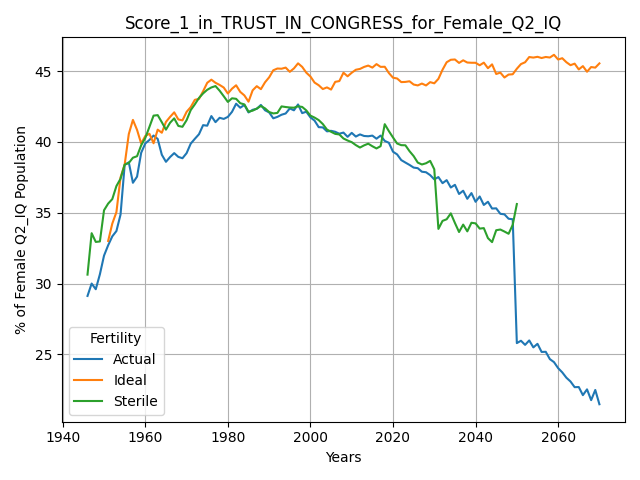 Score_1_in_TRUST_IN_CONGRESS_for_Female_Q2_IQ
% of Female Q2_IQ Population
45
40
35
30
25
Fertility
Actual
Ideal
Sterile
1940 1960 1980 2000 2020 2040 2060
Years